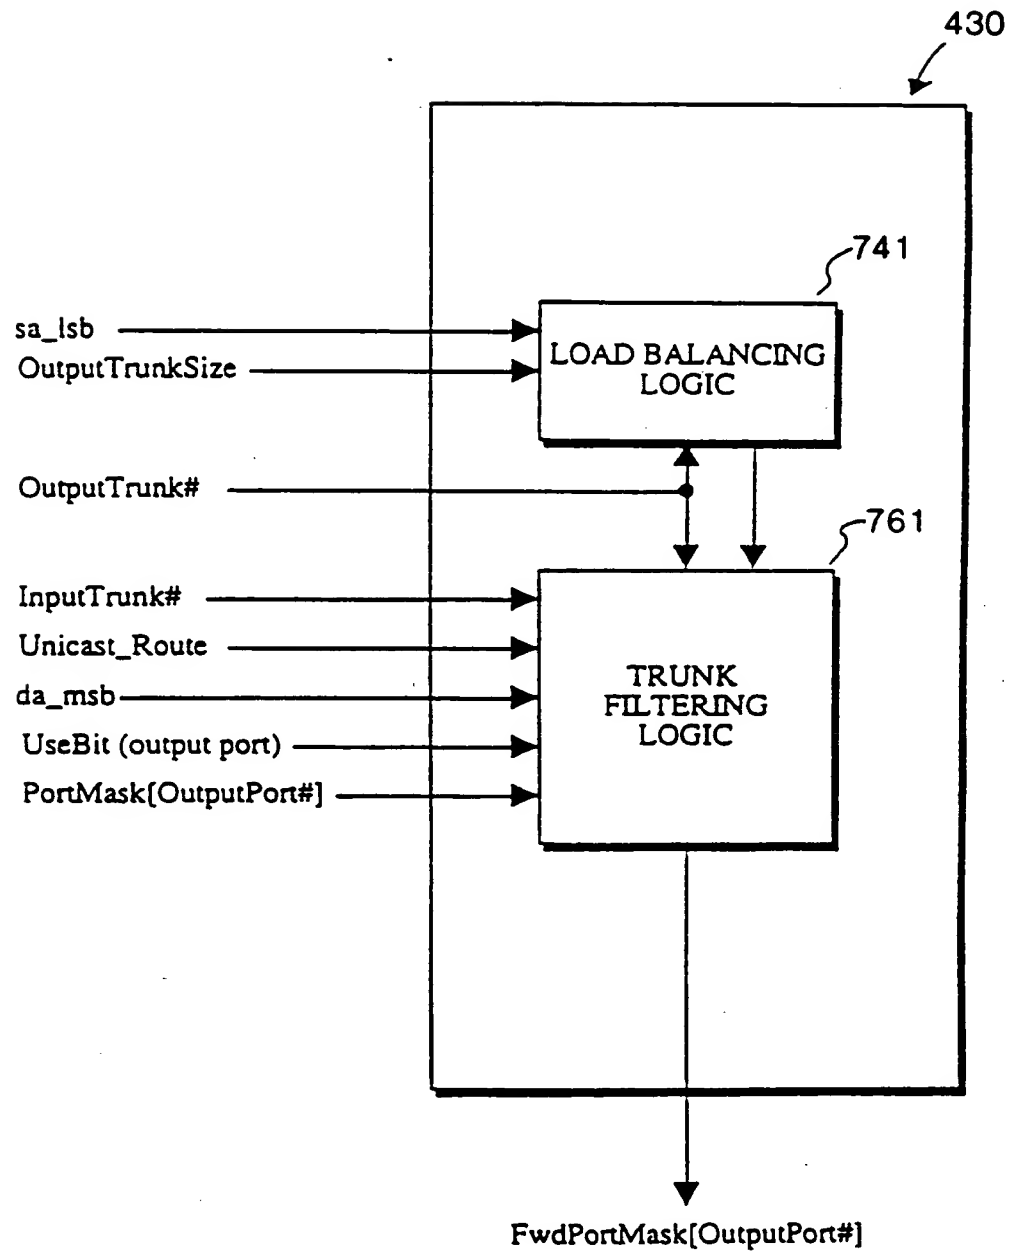 430
741
sa_lsb
LOAD BALANCING
LOGIC
OutputTrunkSize
OutputTrunk#
761
InputTrunk#
Unicast_Route
da_msb
UseBit (output port)
PortMask[OutputPort#]
TRUNK
FILTERING
LOGIC
FwdPortMask[OutputPort#]